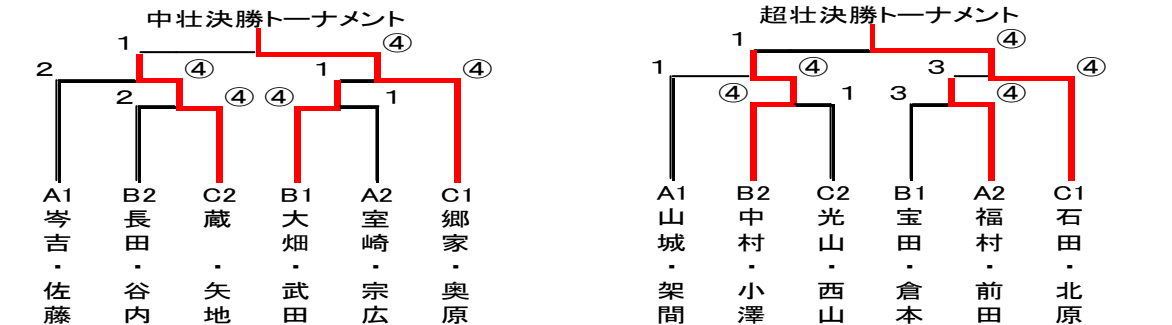 中壮決勝トーナメント
1 ④
2 ④ 1 ④
2 ④ ④ 1
A1 B2 C2 B1 A2 C1
岑吉・佐藤
長田・谷内
蔵・矢地
大畑・武田
室崎・宗広
郷家・奥原
超壮決勝トーナメント
1 ④
1 ④ 3 ④
④ 1 3 ④
A1 B2 C2 B1 A2 C1
山城・架間
中村・小澤
光山・西山
宝田・倉本
福村・前田
石田・北原